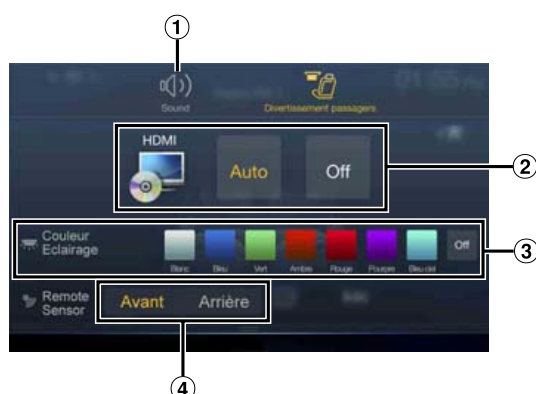 1
Sound
Divertissement passagers
HDMI
Auto
Off
2
Couleur
Eclairage
Blanc
Bleu
Vert
Ambre
Rouge
Pourpre
Bleu ciel
Off
3
Remote
Sensor
Avant
Arrière
4